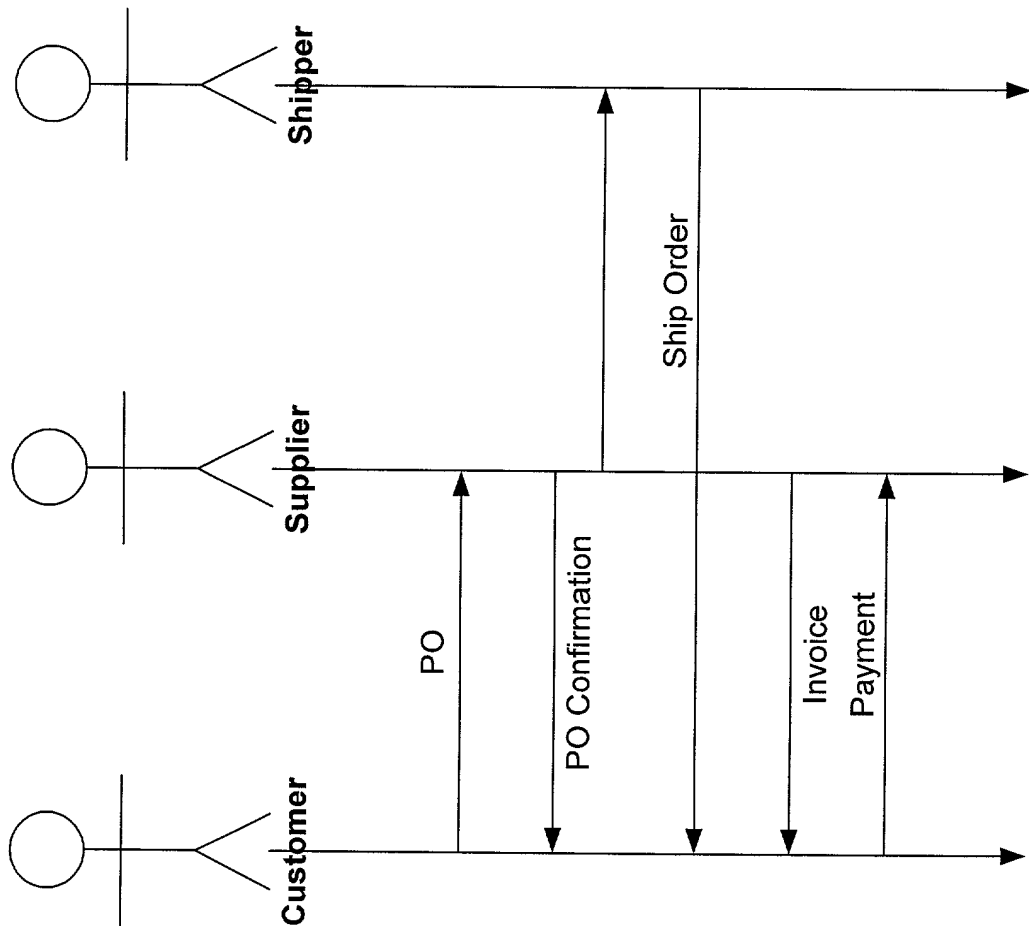 Customer
Supplier
Shipper
PO
PO Confirmation
Ship Order
Invoice
Payment